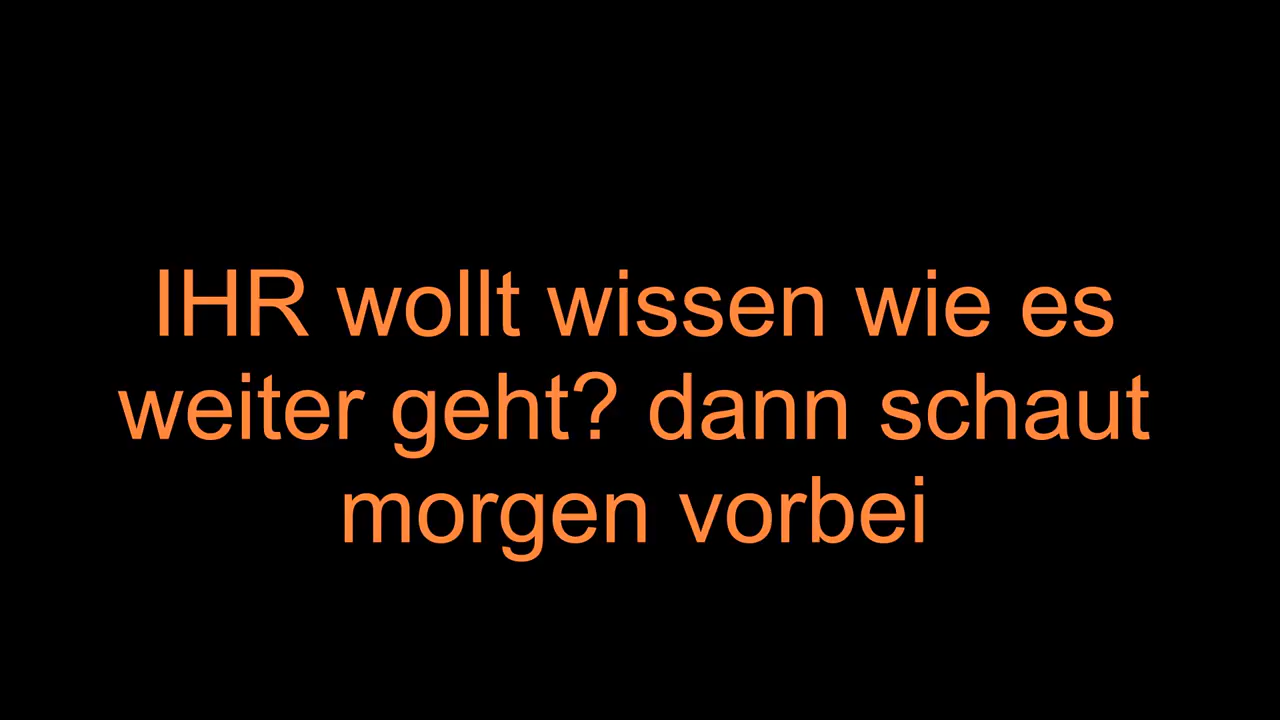 IHR wollt wissen wie es
weiter geht? dann schaut
morgen vorbei